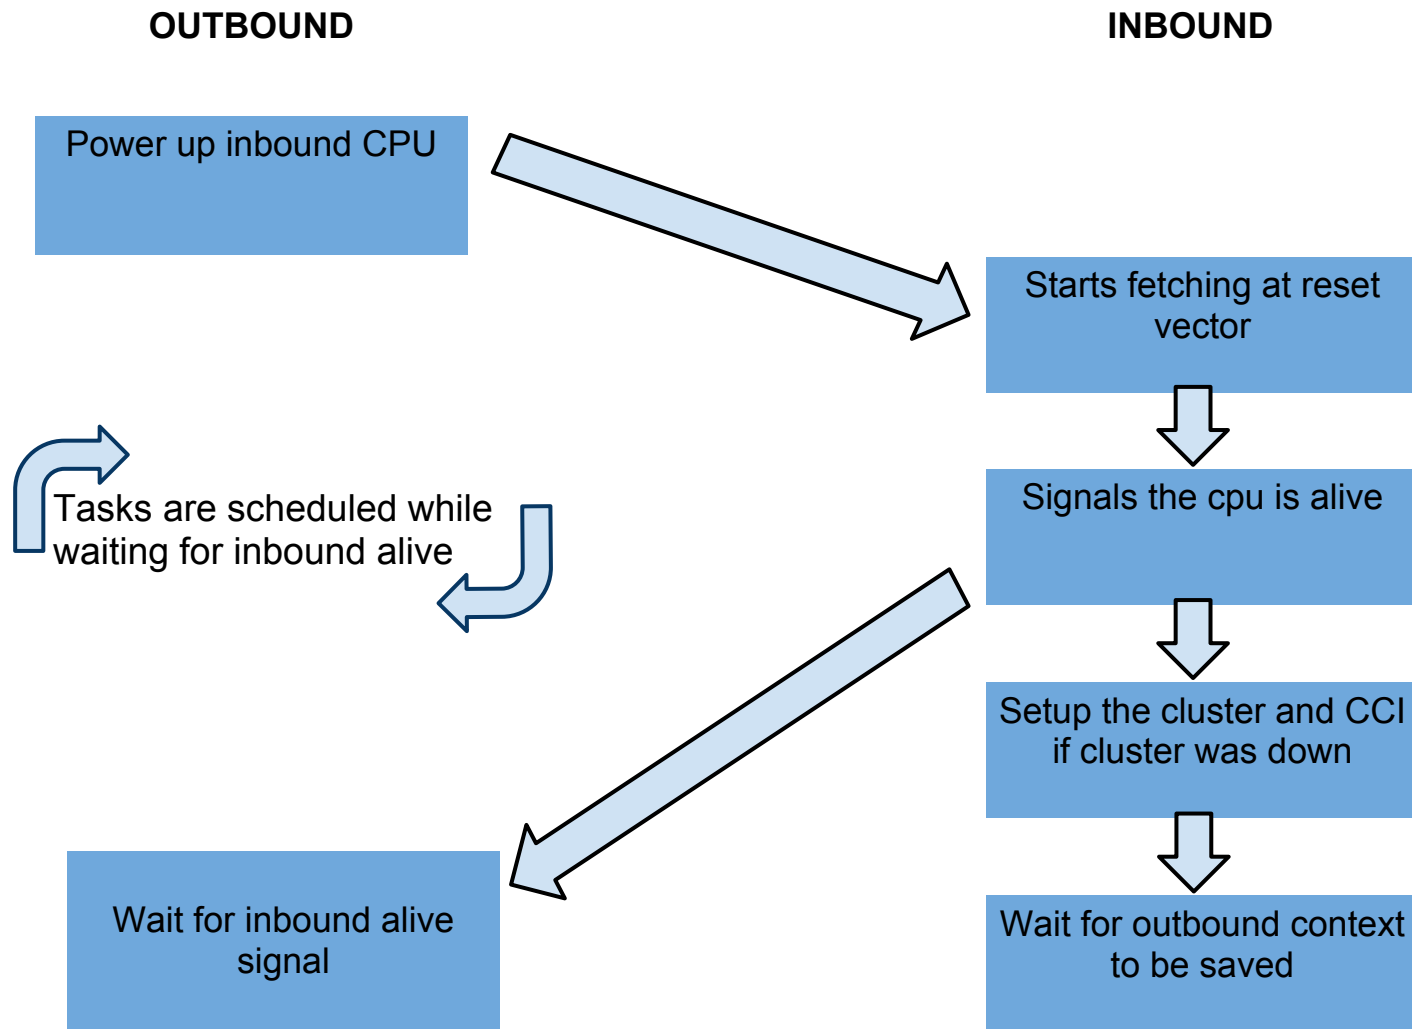 OUTBOUND
INBOUND
Power up inbound CPU
Starts fetching at reset
vector
Signals the cpu is alive
Tasks are scheduled while
waiting for inbound alive
Setup the cluster and CCI
if cluster was down
Wait for inbound alive
signal
Wait for outbound context
to be saved